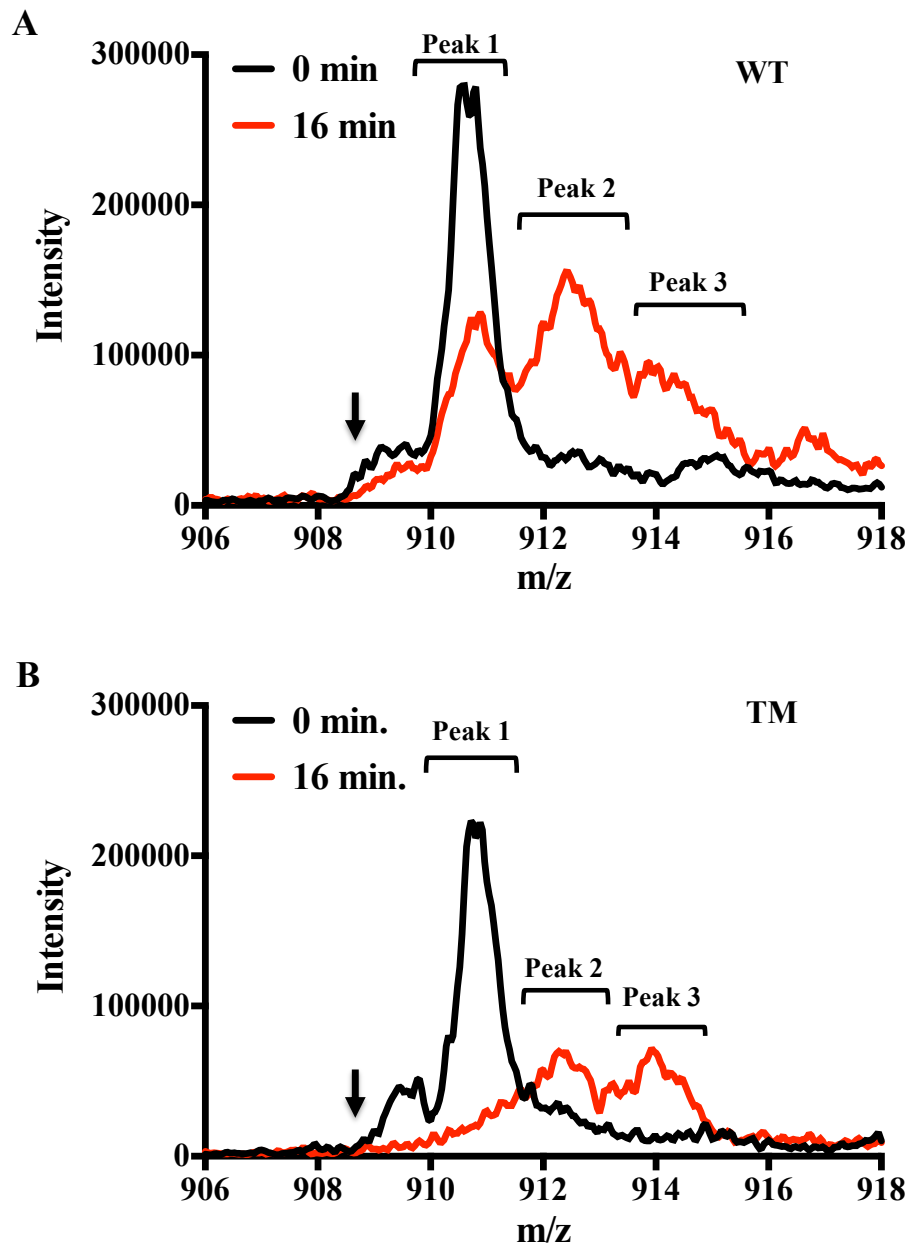 A
300000
Peak 1
0 min
WT
16 min
Peak 2
200000
Peak 3
Intensity
100000
0
906 908 910 912 914 916 918
m/z
B
300000
0 min.
Peak 1
TM
16 min.
200000
Peak 2
Peak 3
Intensity
100000
0
906 908 910 912 914 916 918
m/z